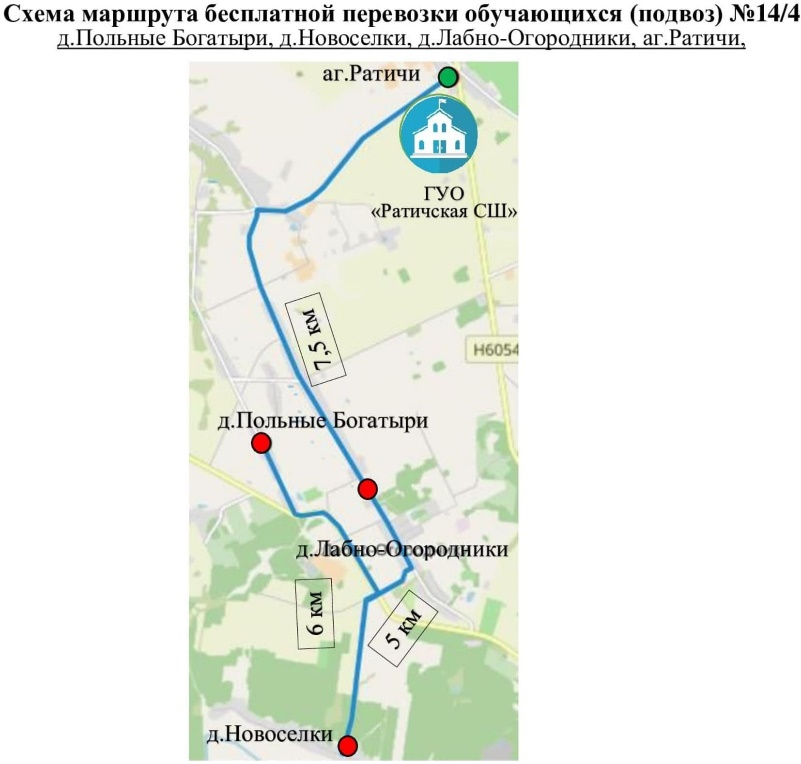 Схема маршрута бесплатной перевозки обучающихся (подвоз) №14/4
д.Польные Богатыри, д.Новоселки, д.Лабно-Огородники, аг.Ратичи,
аг.Ратичи
ГУО
«Ратичская СШ»
7,5 км
Н6054
д.Польные Богатыри
д.Лабно-Огородники
6 км
5 км
д.Новоселки